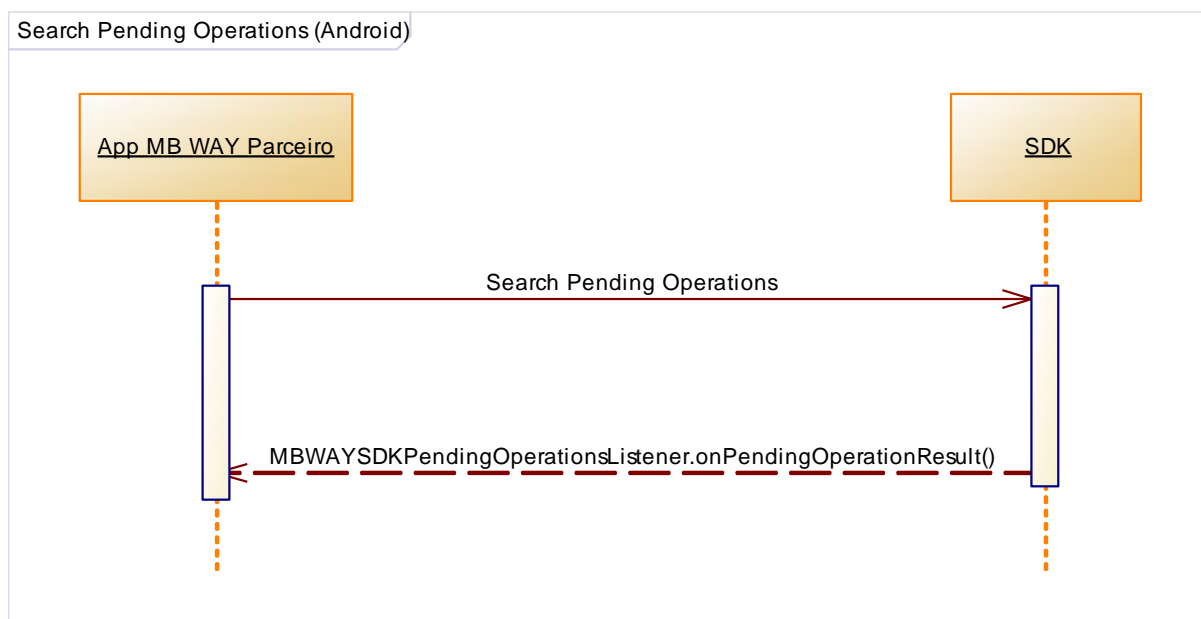 Search Pending Operations (Android)
App MB WAY Parceiro
SDK
Search Pending Operations
MBWAYSDKPendingOperationsListener.onPendingOperationResult()